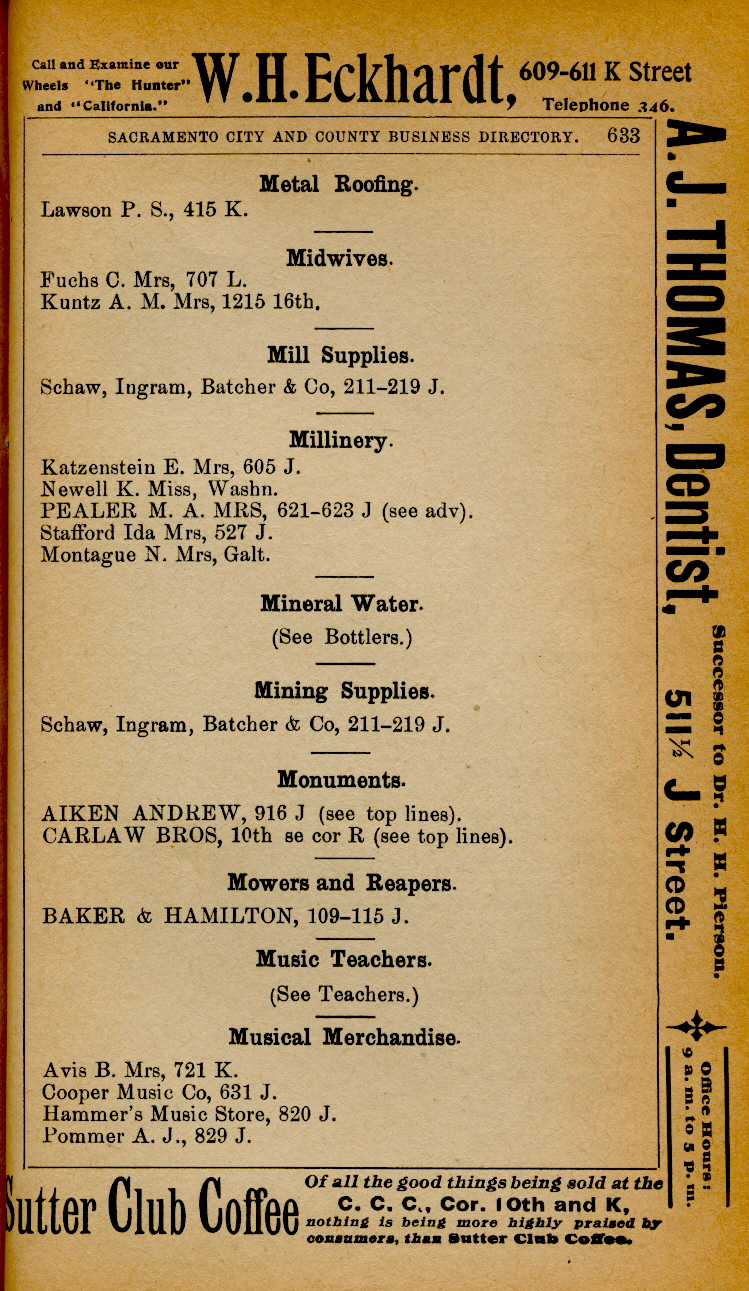 Call and Examine our
Wheels "The Hunter"
and "California."
W.H.Eckhardt,
609-611 K Street
Telephone 346.
SACRAMENTO CITY AND COUNTY BUSINESS DIRECTORY. 633
Metal Roofing.
Lawson P. S., 415 K.
Midwives.
Fuchs C. Mrs, 707 L.
Kuntz A. M. Mrs, 1215 16th.
Mill Supplies.
Schaw, Ingram, Batcher & Co, 211–219 J.
Millinery.
Katzenstein E. Mrs, 605 J.
Newell K. Miss, Washn.
PEALER M. A. MRS, 621–623 J (see adv).
Stafford Ida Mrs, 527 J.
Montague N. Mrs, Galt.
Mineral Water.
(See Bottlers.)
Mining Supplies.
Schaw, Ingram, Batcher & Co, 211–219 J.
Monuments.
AIKEN ANDREW, 916 J (see top lines).
CARLAW BROS, 10th se cor R (see top lines).
Mowers and Reapers.
BAKER & HAMILTON, 109–115 J.
Music Teachers.
(See Teachers.)
Musical Merchandise.
Avis B. Mrs, 721 K.
Cooper Music Co, 631 J.
Hammer's Music Store, 820 J.
Pommer A. J., 829 J.
A. J. THOMAS, Dentist,
Successor to Dr. H. H. Pierson.
511½ J Street.
Office Hours:
9 a. m. to 5 p. m.
Sutter Club Coffee
Of all the good things being sold at the
C. C. C., Cor. 10th and K,
nothing is being more highly praised by
consumers, than Sutter Club Coffee.